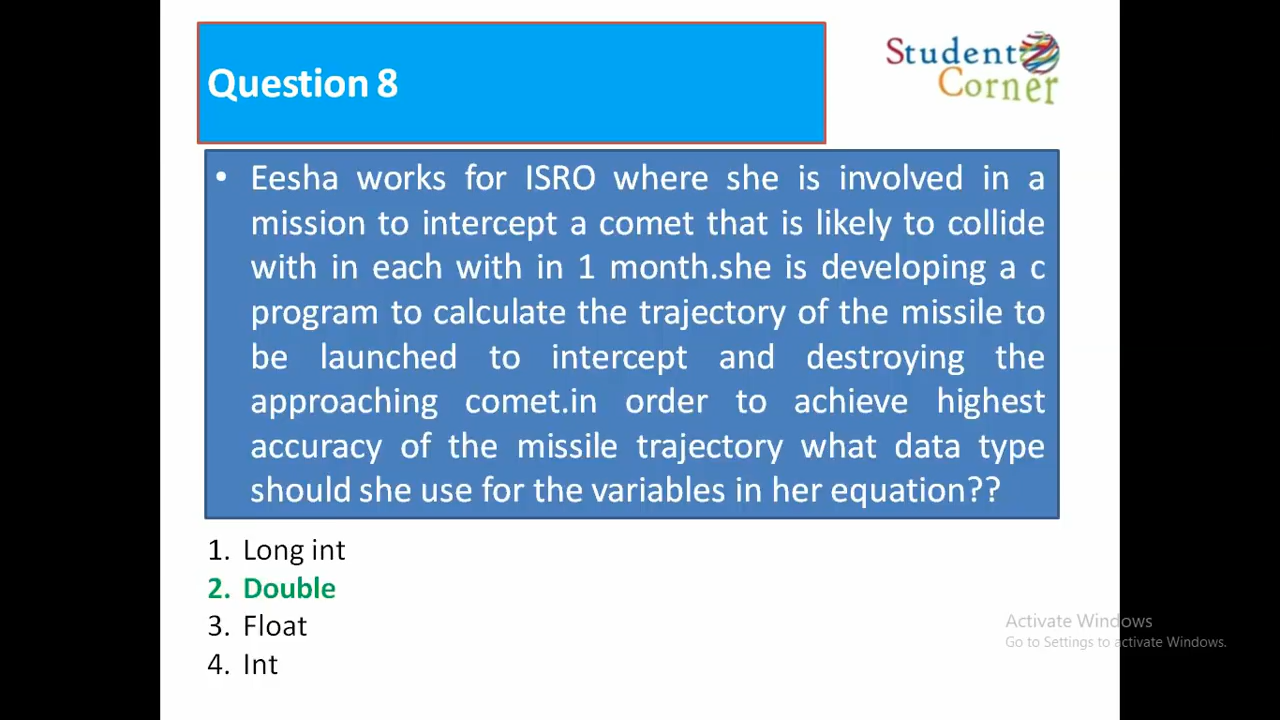 Question 8
Student
Corner
• Eesha works for ISRO where she is involved in a
mission to intercept a comet that is likely to collide
with in each with in 1 month.she is developing a c
program to calculate the trajectory of the missile to
be launched to intercept and destroying the
approaching comet.in order to achieve highest
accuracy of the missile trajectory what data type
should she use for the variables in her equation??
1. Long int
2. Double
3. Float
4. Int
Activate Windows
Go to Settings to activate Windows.